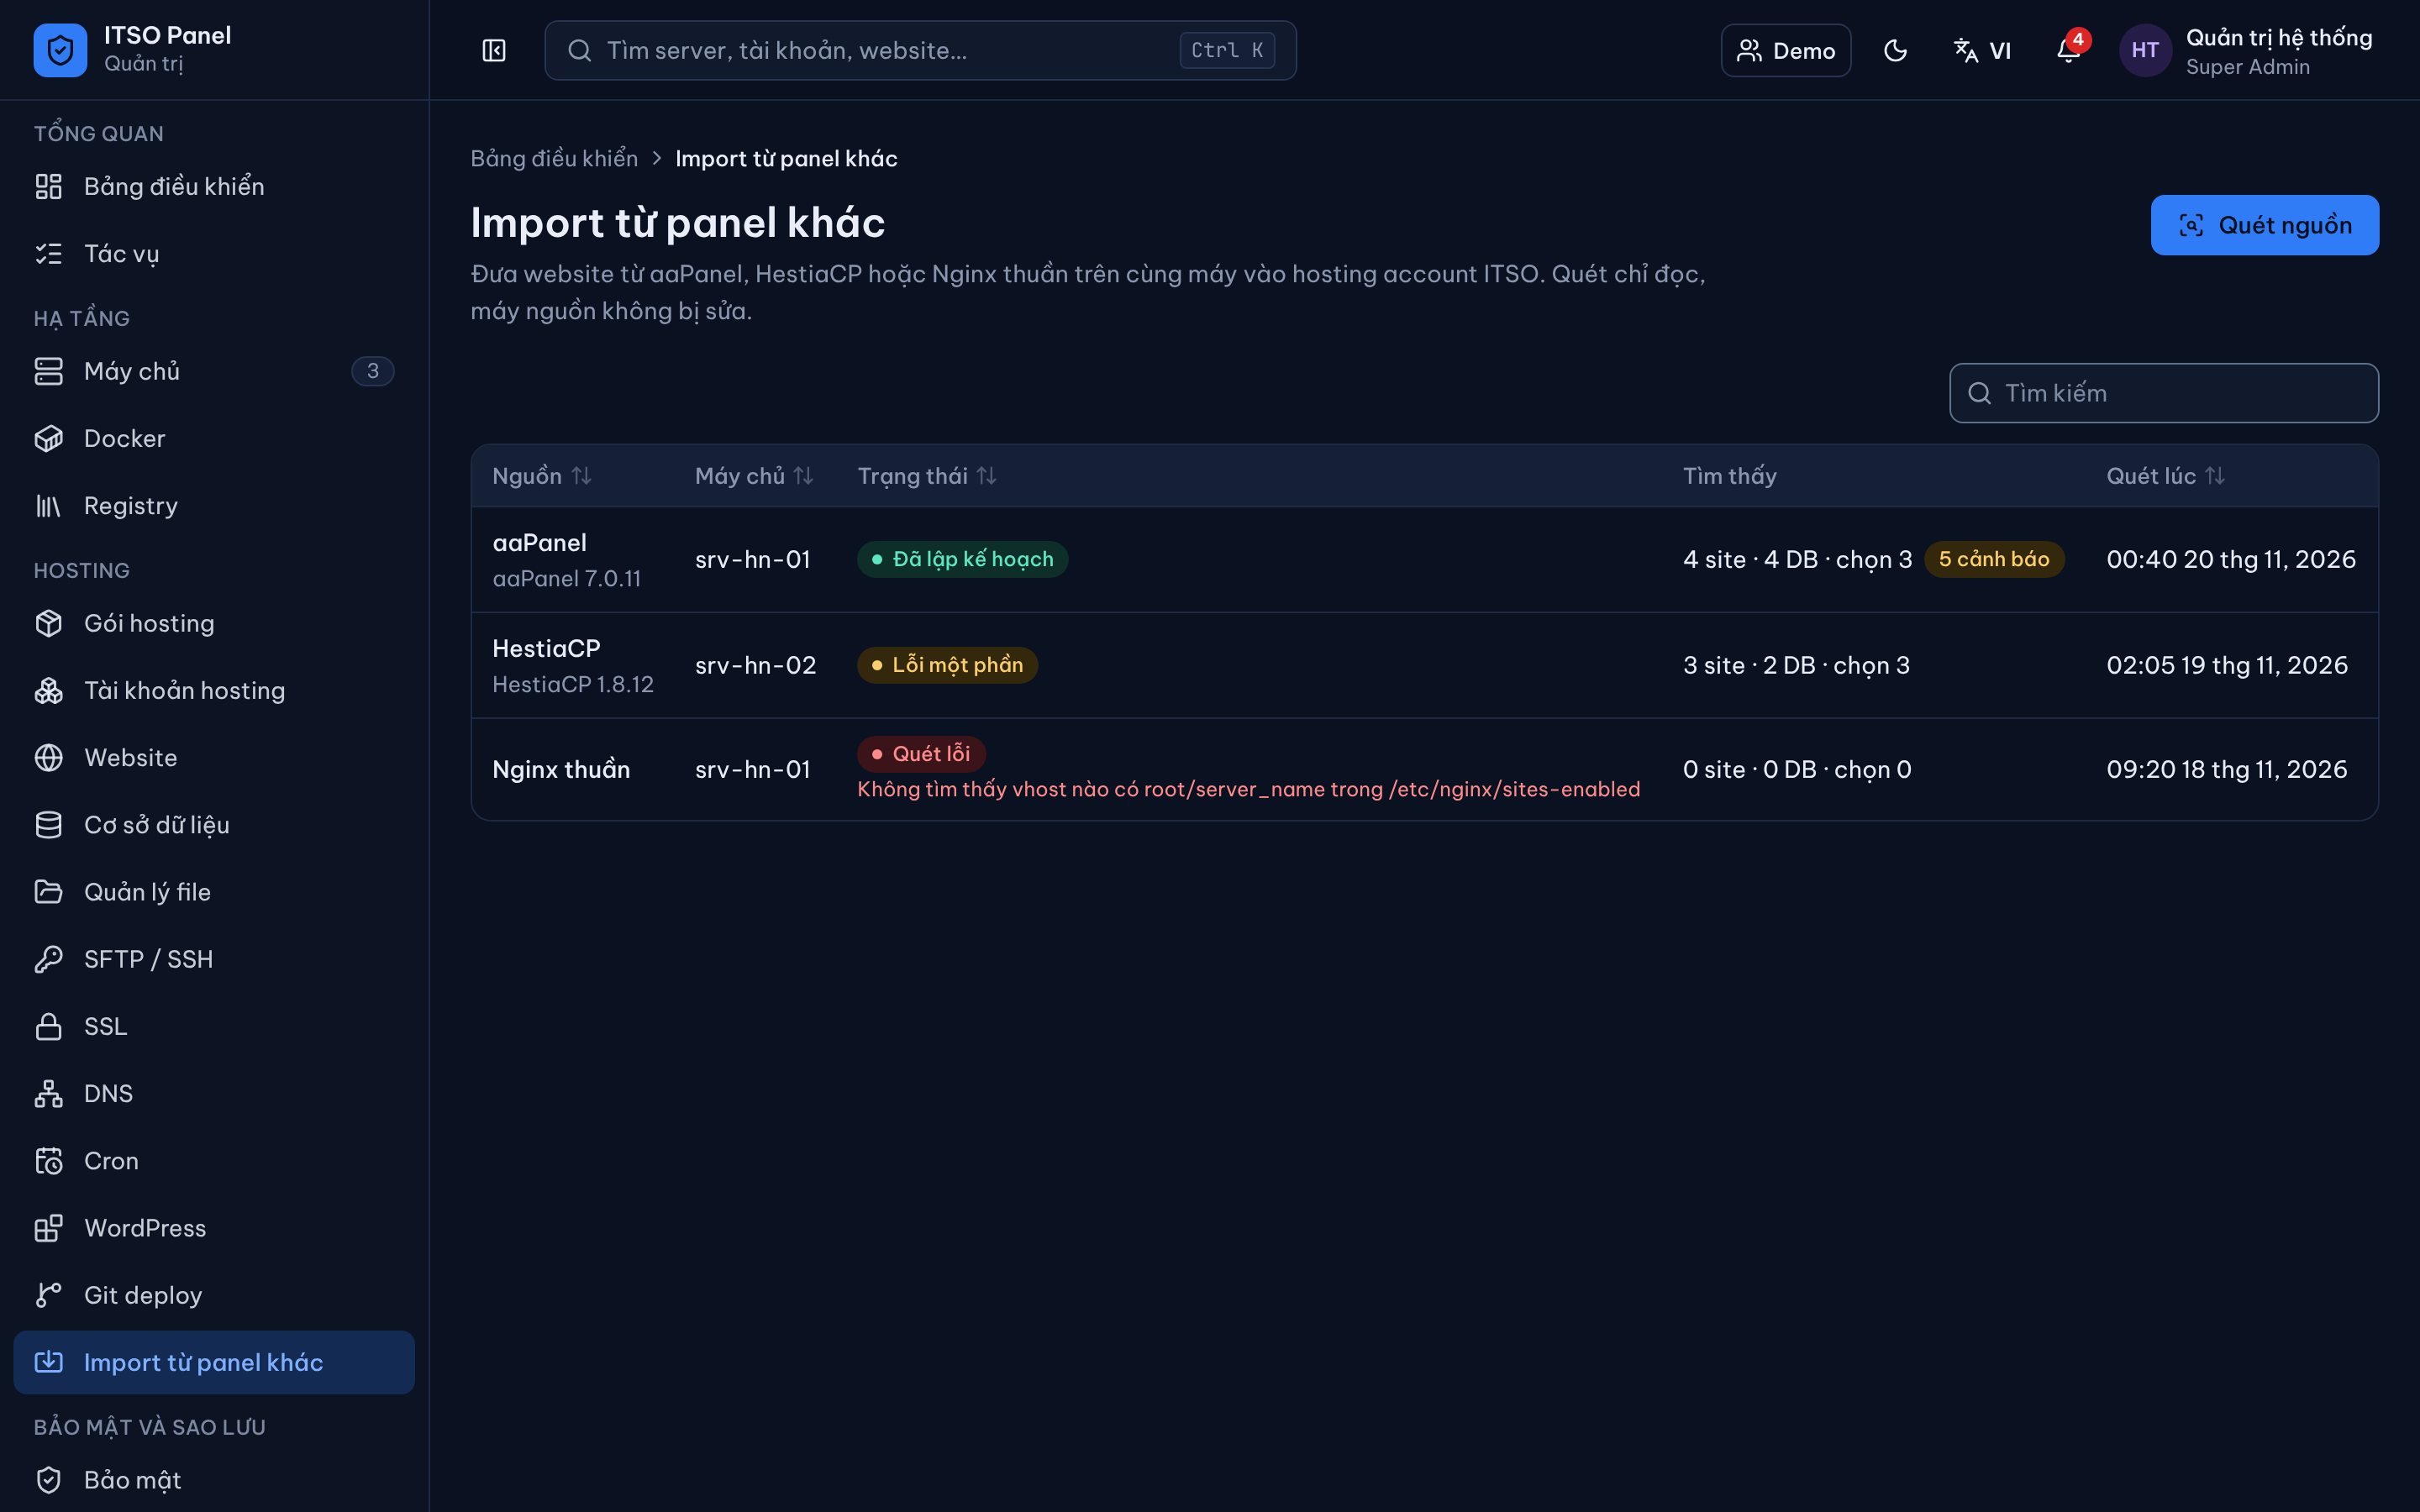 ITSO Panel
Quản trị
Tìm server, tài khoản, website...
Ctrl K
Demo
VI
4
HT
Quản trị hệ thống
Super Admin
TỔNG QUAN
Bảng điều khiển
Tác vụ
HẠ TẦNG
Máy chủ
3
Docker
Registry
HOSTING
Gói hosting
Tài khoản hosting
Website
Cơ sở dữ liệu
Quản lý file
SFTP / SSH
SSL
DNS
Cron
WordPress
Git deploy
Import từ panel khác
BẢO MẬT VÀ SAO LƯU
Bảo mật
Bảng điều khiển > Import từ panel khác
Import từ panel khác
Quét nguồn
Đưa website từ aaPanel, HestiaCP hoặc Nginx thuần trên cùng máy vào hosting account ITSO. Quét chỉ đọc,
máy nguồn không bị sửa.
Tìm kiếm
Nguồn Máy chủ Trạng thái Tìm thấy Quét lúc
aaPanel
aaPanel 7.0.11
srv-hn-01
Đã lập kế hoạch
4 site · 4 DB · chọn 3
5 cảnh báo
00:40 20 thg 11, 2026
HestiaCP
HestiaCP 1.8.12
srv-hn-02
Lỗi một phần
3 site · 2 DB · chọn 3
02:05 19 thg 11, 2026
Nginx thuần
srv-hn-01
Quét lỗi
Không tìm thấy vhost nào có root/server_name trong /etc/nginx/sites-enabled
0 site · 0 DB · chọn 0
09:20 18 thg 11, 2026